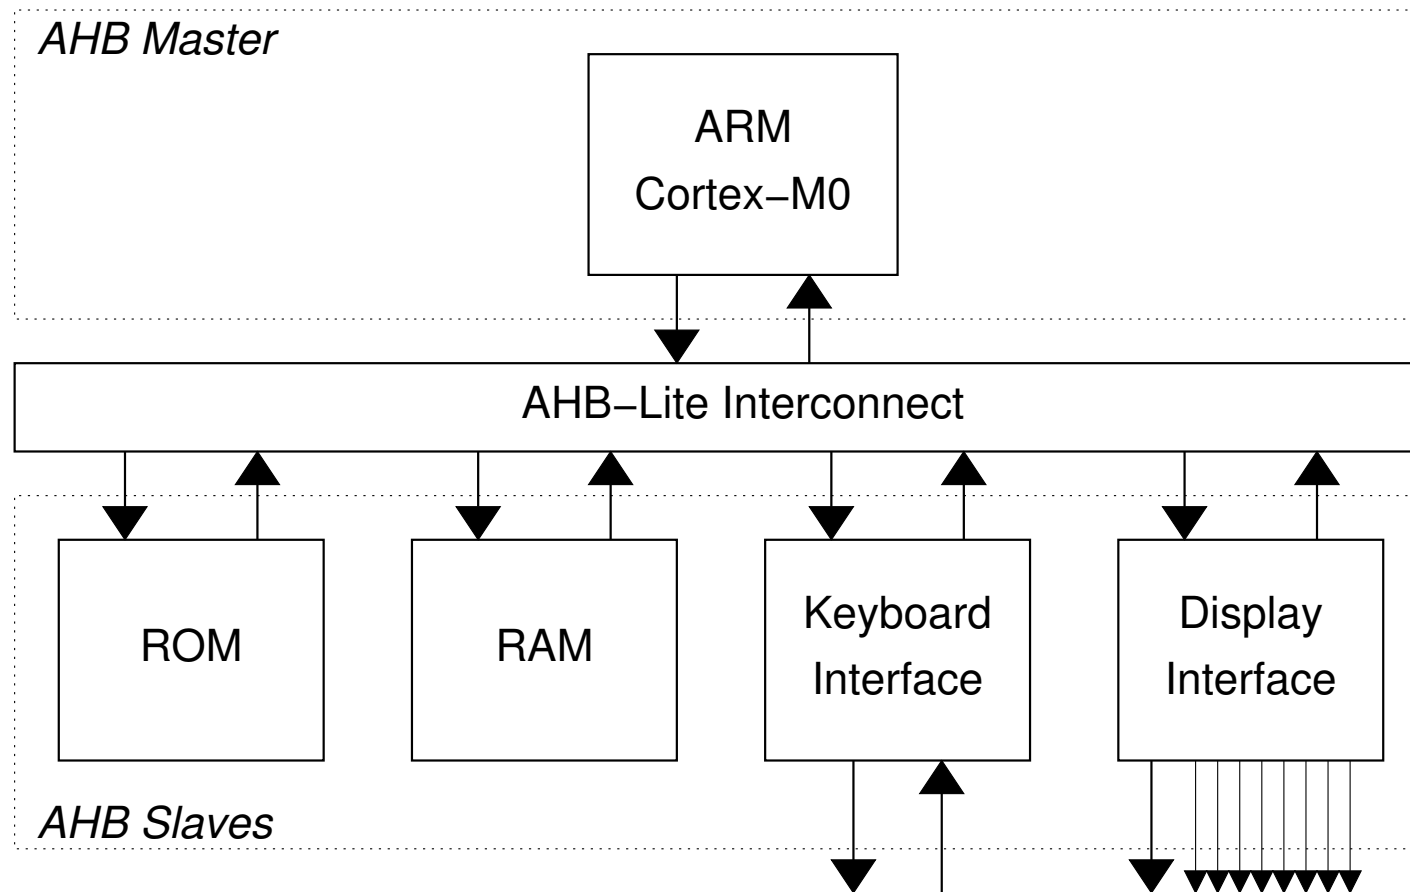 AHB Master
ARM
Cortex−M0
AHB−Lite Interconnect
ROM
RAM
Keyboard
Interface
Display
Interface
AHB Slaves